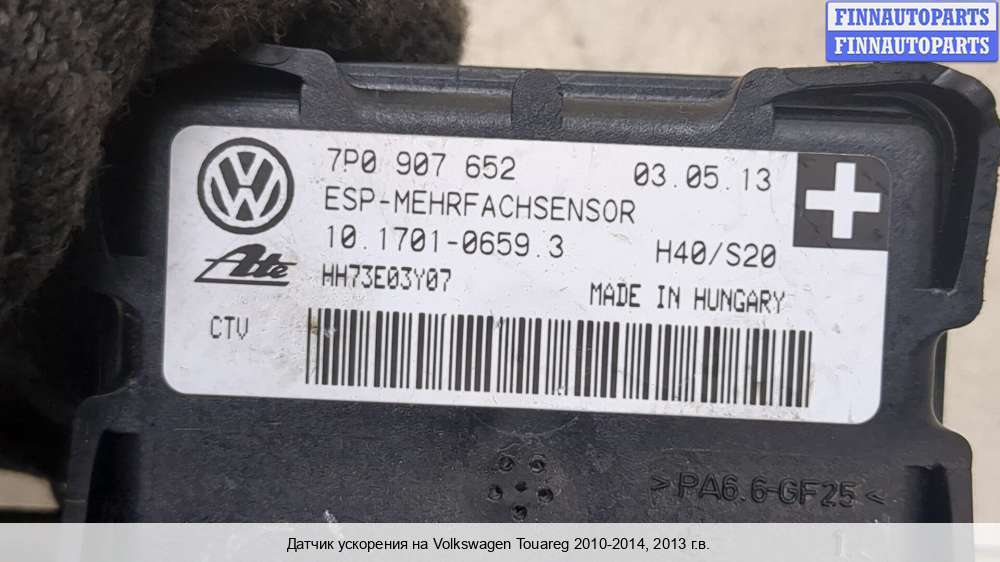 FINNAUTOPARTS
FINNAUTOPARTS
7P0 907 652
03.05.13
ESP-MEHRFACHSENSOR
10.1701-0659.3
H40/S20
Ate
HH73E03Y07
MADE IN HUNGARY
CTV
>PA6.6-GF25<
Датчик ускорения на Volkswagen Touareg 2010-2014, 2013 г.в.